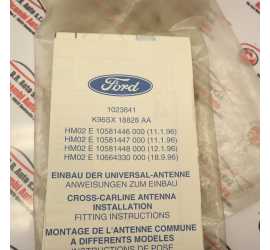 Ford
1023641
K96SX 18828 AA
HM02 E 10581446 000 (11.1.96)
HM02 E 10581447 000 (11.1.96)
HM02 E 10581448 000 (12.1.96)
HM02 E 10664330 000 (18.9.96)
EINBAU DER UNIVERSAL-ANTENNE
ANWEISUNGEN ZUM EINBAU
CROSS-CARLINE ANTENNA
INSTALLATION
FITTING INSTRUCTIONS
MONTAGE DE L'ANTENNE COMMUNE
A DIFFERENTS MODELES
INSTRUCTIONS DE POSE